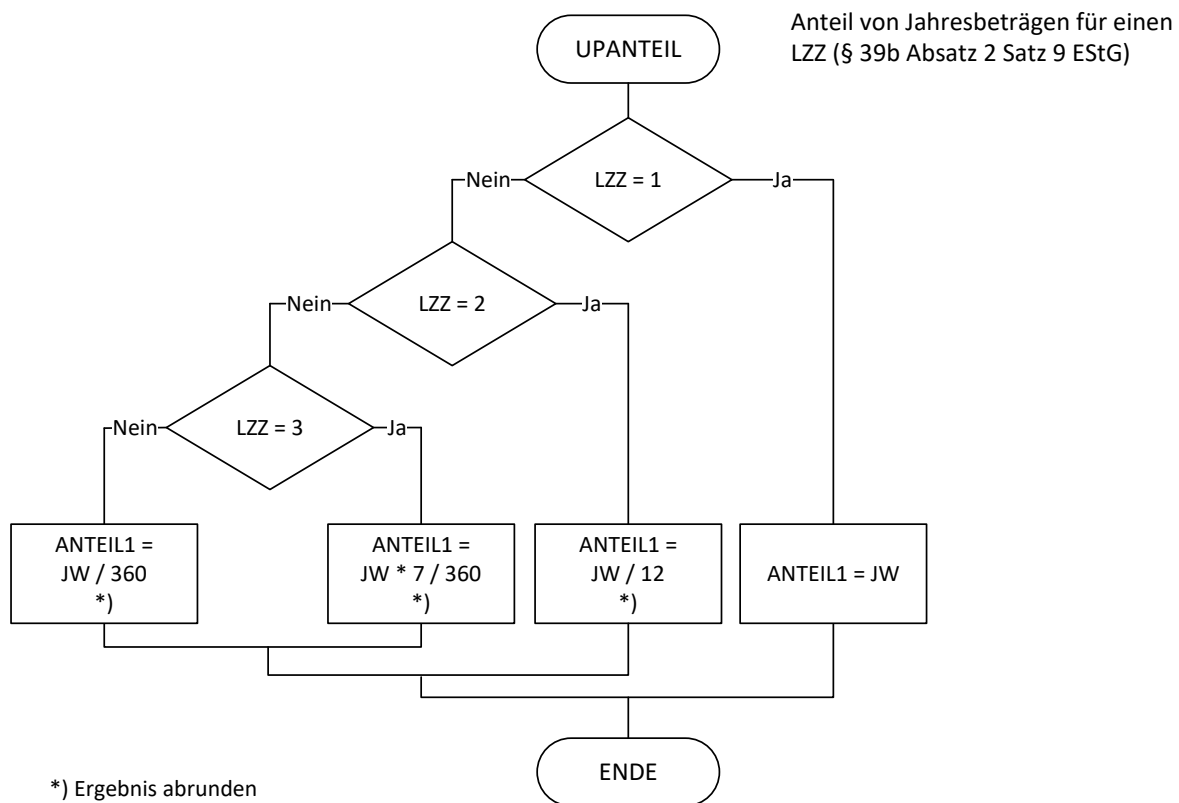 Anteil von Jahresbeträgen für einen
LZZ (§ 39b Absatz 2 Satz 9 EStG)
UPANTEIL
LZZ = 1
Nein
Ja
LZZ = 2
Nein
Ja
LZZ = 3
Nein
Ja
ANTEIL1 =
JW / 360
*)
ANTEIL1 =
JW * 7 / 360
*)
ANTEIL1 =
JW / 12
*)
ANTEIL1 = JW
ENDE
*) Ergebnis abrunden